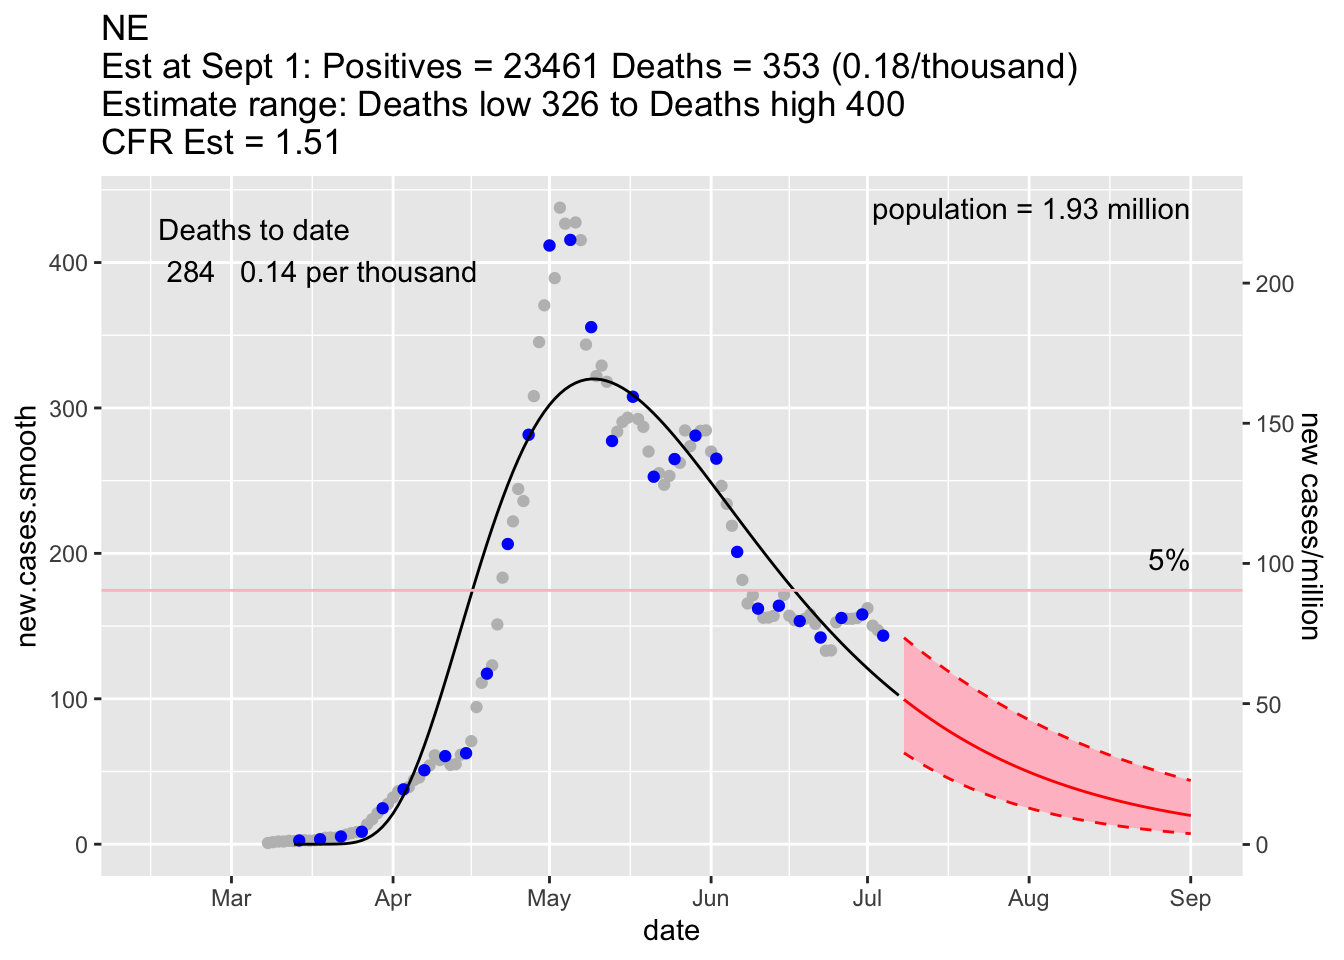 NE
Est at Sept 1: Positives = 23461 Deaths = 353 (0.18/thousand)
Estimate range: Deaths low 326 to Deaths high 400
CFR Est = 1.51
Deaths to date
284 0.14 per thousand
population = 1.93 million
5%
400
300
200
100
0
new.cases.smooth
200
150
100
50
0
new cases/million
Mar Apr May Jun Jul Aug Sep
date